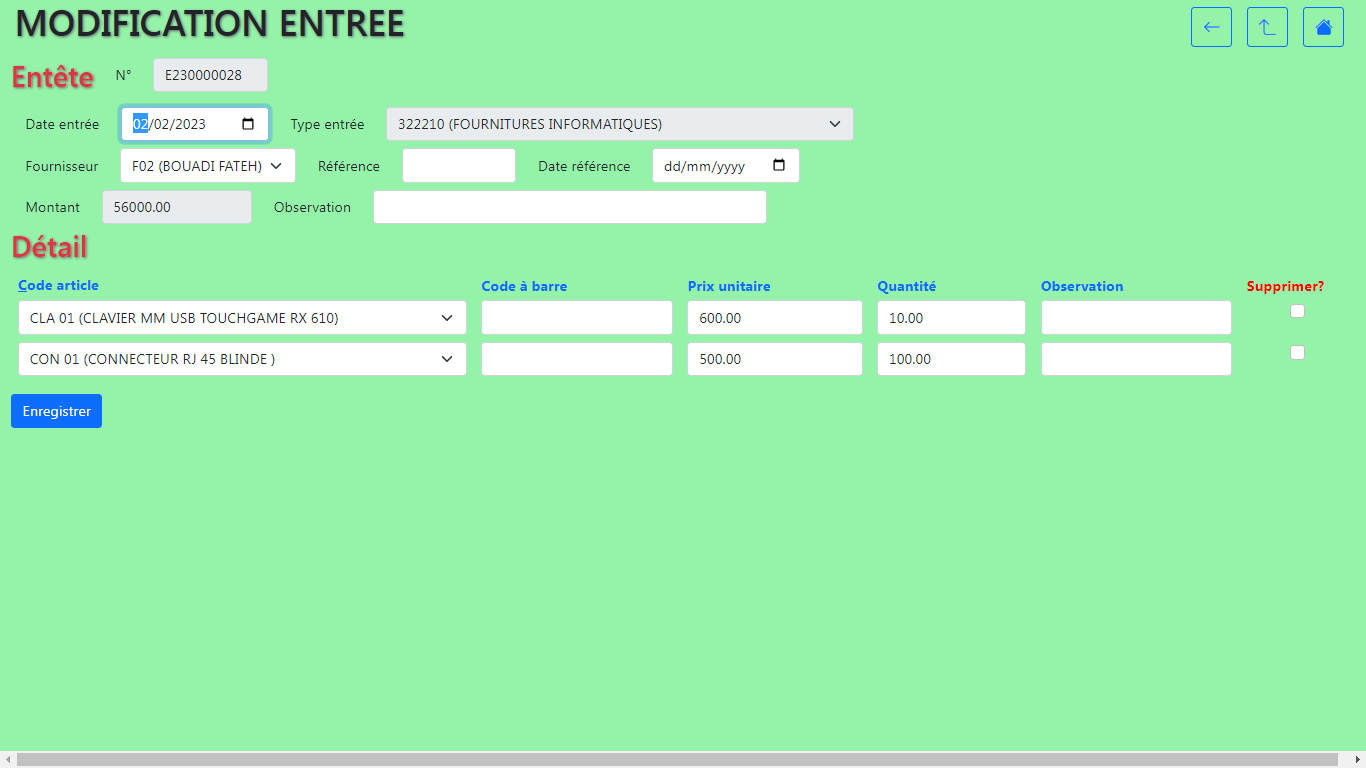 MODIFICATION ENTREE
Entête N° E230000028
Date entrée 02/02/2023 Type entrée 322210 (FOURNITURES INFORMATIQUES)
Fournisseur F02 (BOUADI FATEH) Référence Date référence dd/mm/yyyy
Montant 56000.00 Observation
Détail
Code article Code à barre Prix unitaire Quantité Observation Supprimer?
CLA 01 (CLAVIER MM USB TOUCHGAME RX 610) 600.00 10.00
CON 01 (CONNECTEUR RJ 45 BLINDE ) 500.00 100.00
Enregistrer